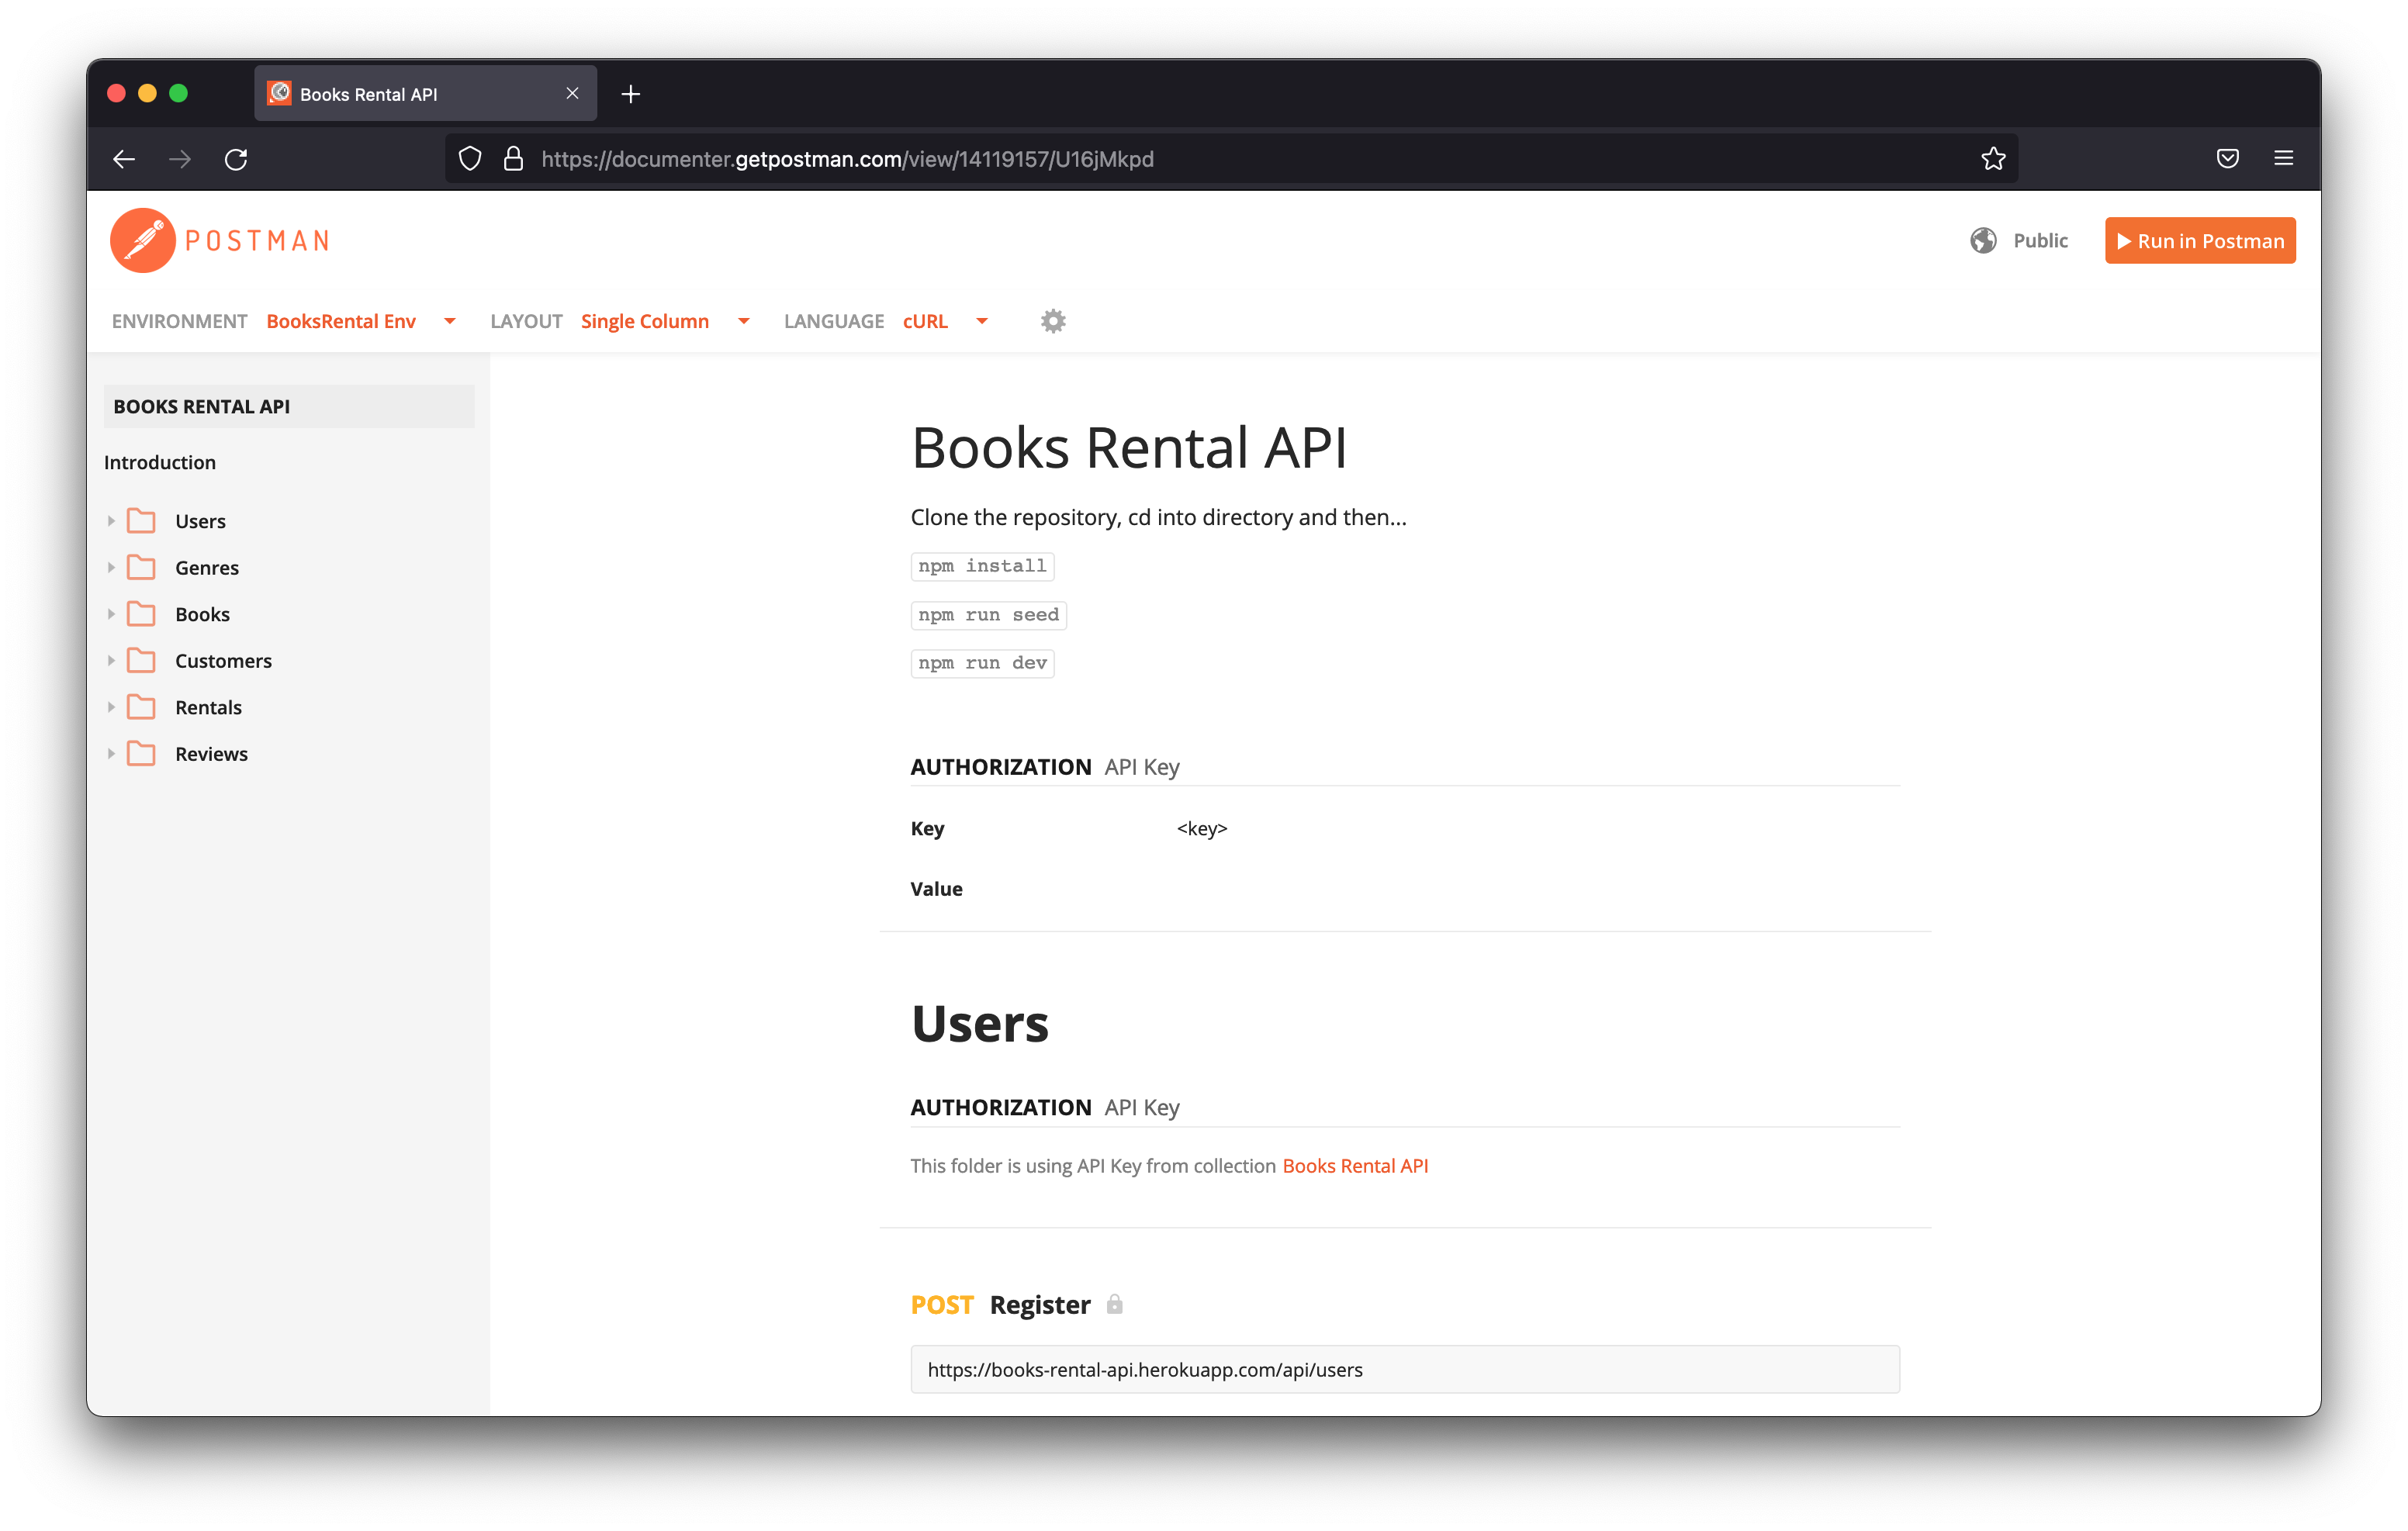 Books Rental API
https://documenter.getpostman.com/view/14119157/U16jMkpd
POSTMAN
Public
Run in Postman
ENVIRONMENT BooksRental Env LAYOUT Single Column LANGUAGE cURL
BOOKS RENTAL API
Introduction
Users
Genres
Books
Customers
Rentals
Reviews
Books Rental API
Clone the repository, cd into directory and then...
npm install
npm run seed
npm run dev
AUTHORIZATION API Key
Key <key>
Value
Users
AUTHORIZATION API Key
This folder is using API Key from collection Books Rental API
POST Register
https://books-rental-api.herokuapp.com/api/users